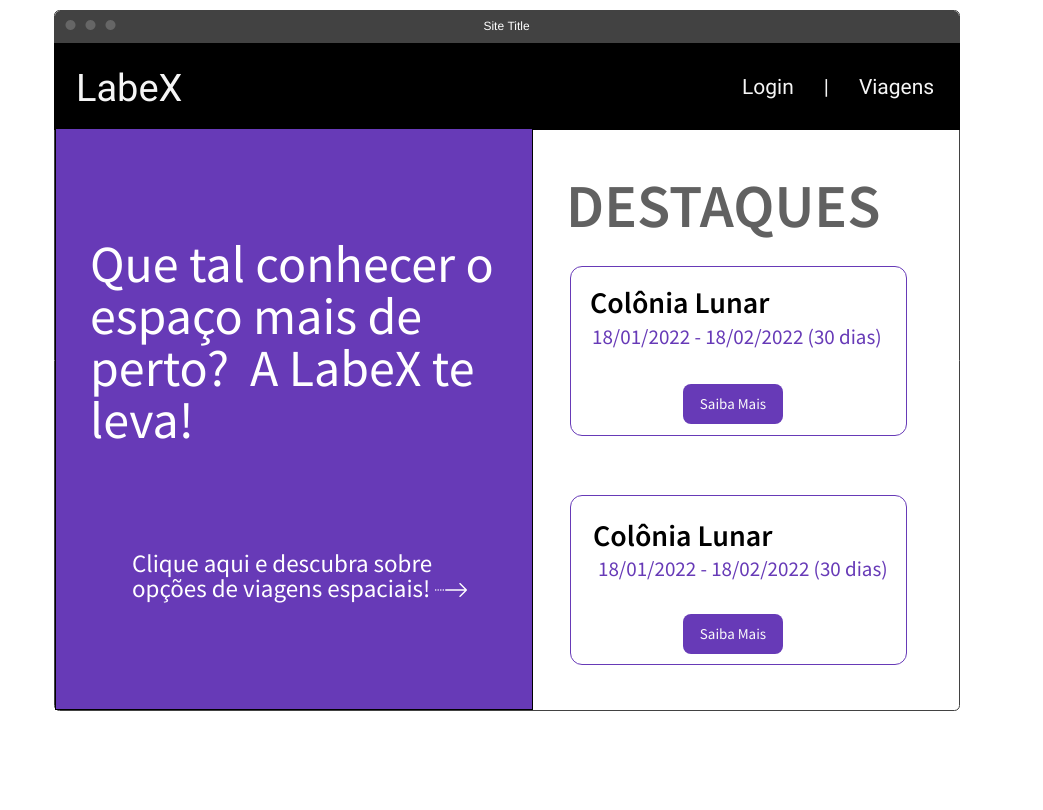 Site Title
LabeX
Login | Viagens
Que tal conhecer o
espaço mais de
perto?  A LabeX te
leva!
Clique aqui e descubra sobre
opções de viagens espaciais!
DESTAQUES
Colônia Lunar
18/01/2022 - 18/02/2022 (30 dias)
Saiba Mais
Colônia Lunar
18/01/2022 - 18/02/2022 (30 dias)
Saiba Mais